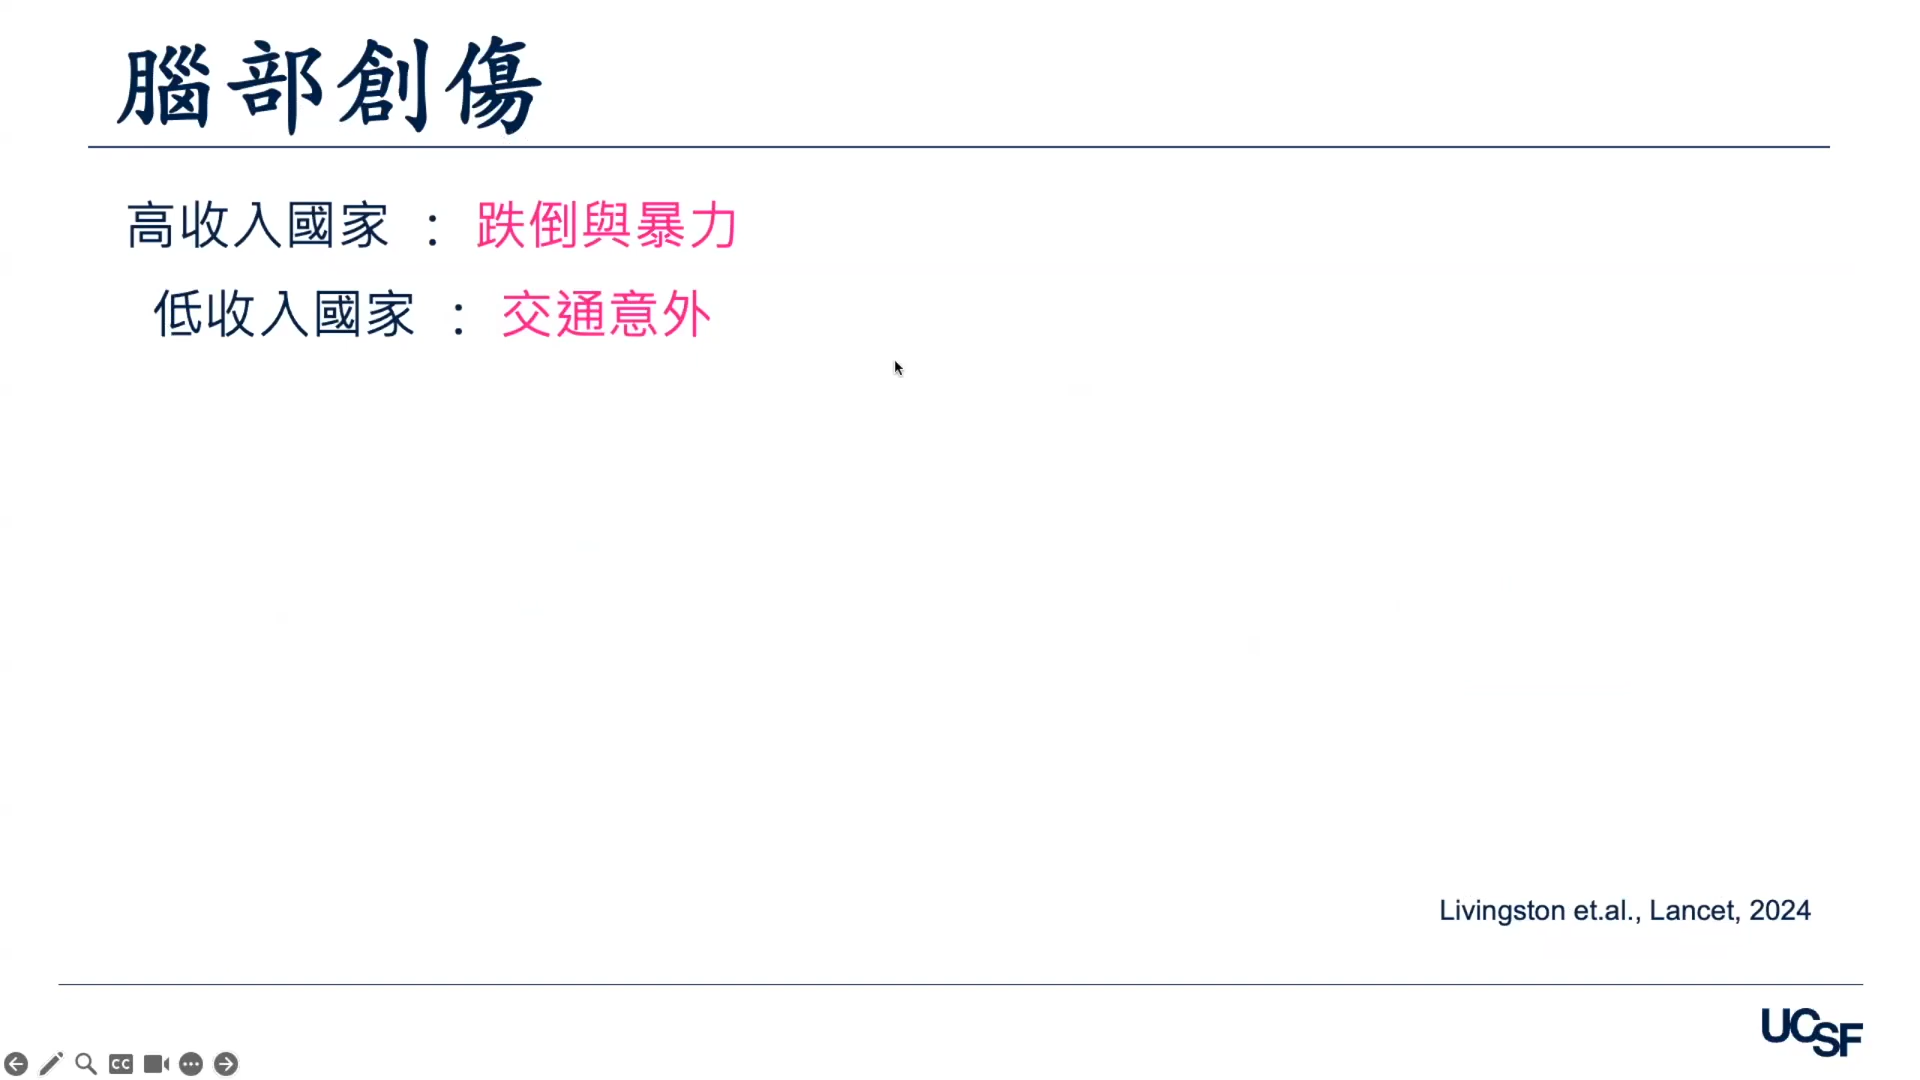 腦部創傷
高收入國家 : 跌倒與暴力
低收入國家 : 交通意外
Livingston et.al., Lancet, 2024
UCSF
CC